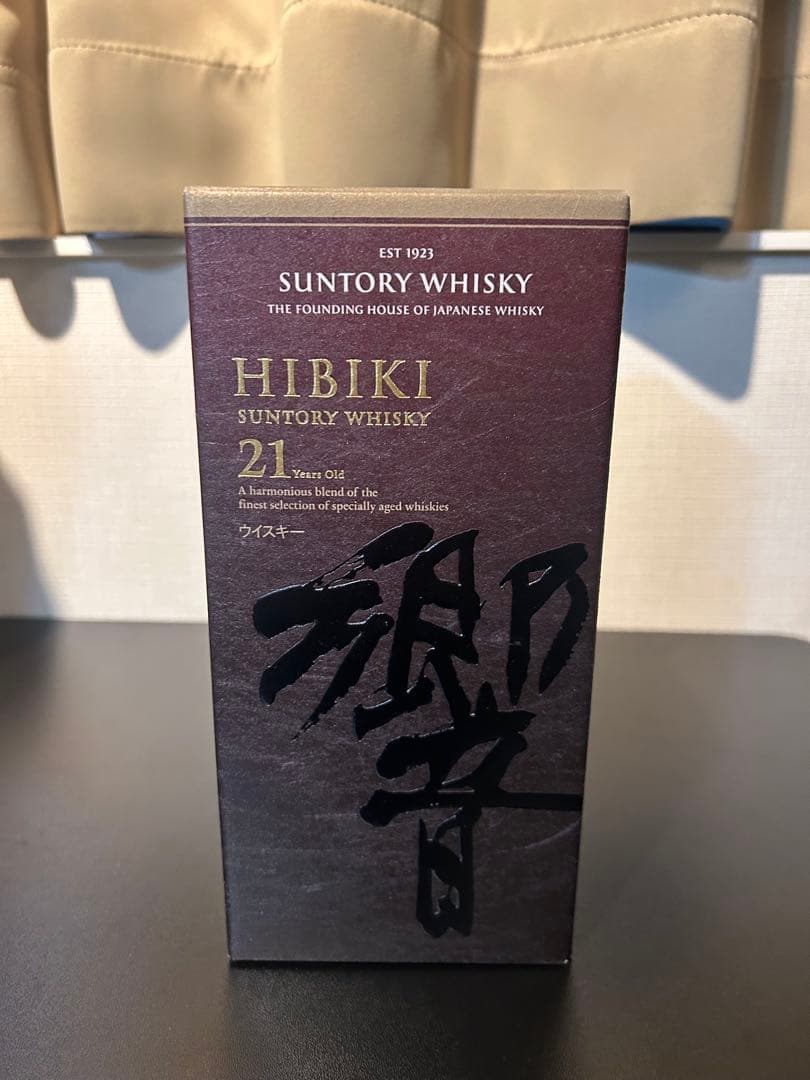 EST 1923
SUNTORY WHISKY
THE FOUNDING HOUSE OF JAPANESE WHISKY
HIBIKI
SUNTORY WHISKY
21 Years Old
A harmonious blend of the
finest selection of specially aged whiskies
ウイスキー
響